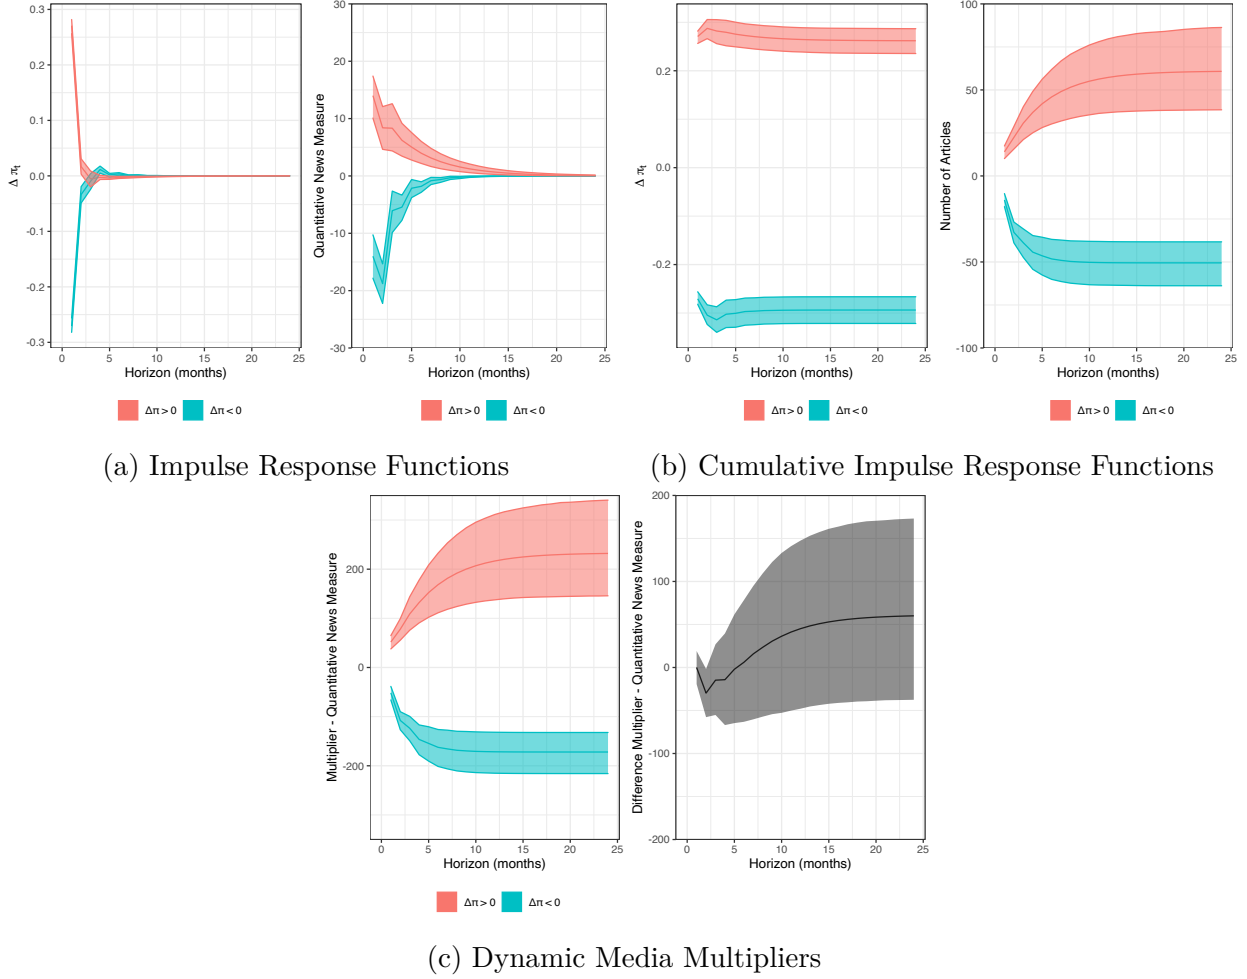 0.3
0.2
0.1
0.0
-0.1
-0.2
-0.3
Δ πt
0 5 10 15 20 25
Horizon (months)
Δπ > 0 Δπ < 0
30
20
10
0
-10
-20
-30
Quantitative News Measure
0 5 10 15 20 25
Horizon (months)
Δπ > 0 Δπ < 0
(a) Impulse Response Functions
0.2
0.0
-0.2
Δ πt
0 5 10 15 20 25
Horizon (months)
Δπ > 0 Δπ < 0
100
50
0
-50
-100
Number of Articles
0 5 10 15 20 25
Horizon (months)
Δπ > 0 Δπ < 0
(b) Cumulative Impulse Response Functions
200
0
-200
Multiplier - Quantitative News Measure
0 5 10 15 20 25
Horizon (months)
Δπ > 0 Δπ < 0
200
100
0
-100
-200
Difference Multiplier - Quantitative News Measure
0 5 10 15 20 25
Horizon (months)
(c) Dynamic Media Multipliers